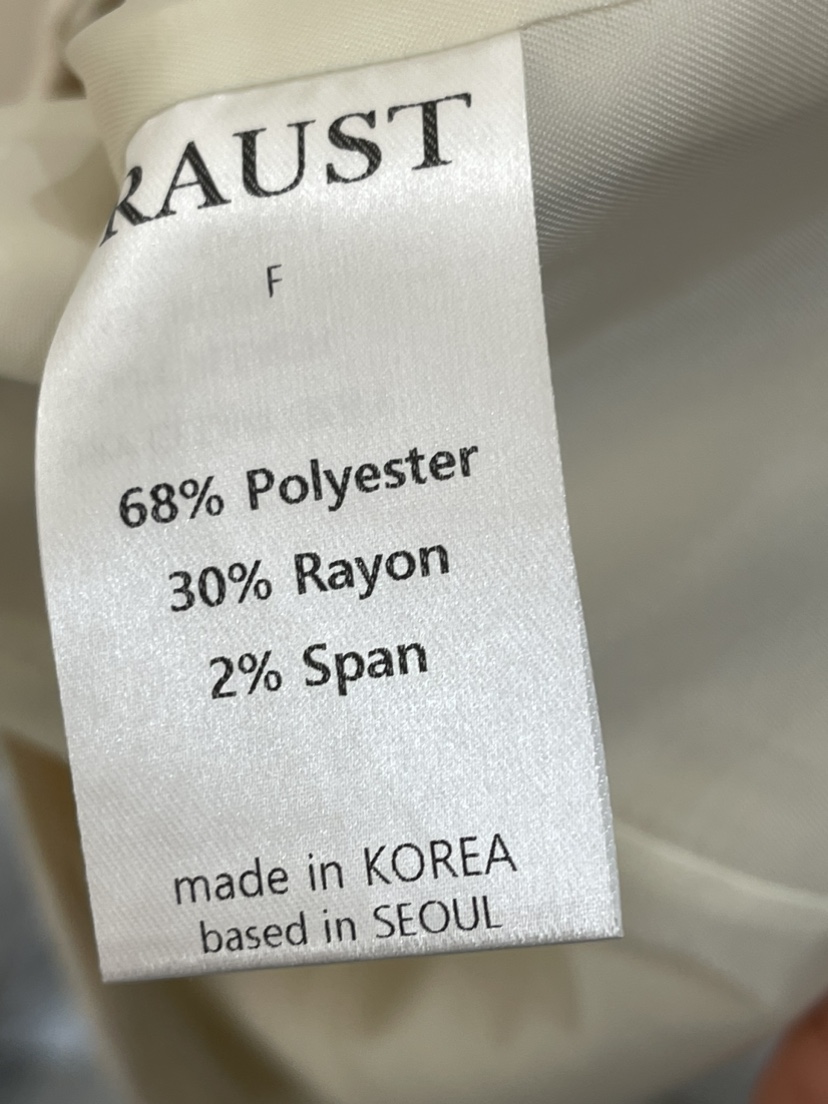 RAUST
F
68% Polyester
30% Rayon
2% Span
made in KOREA
based in SEOUL